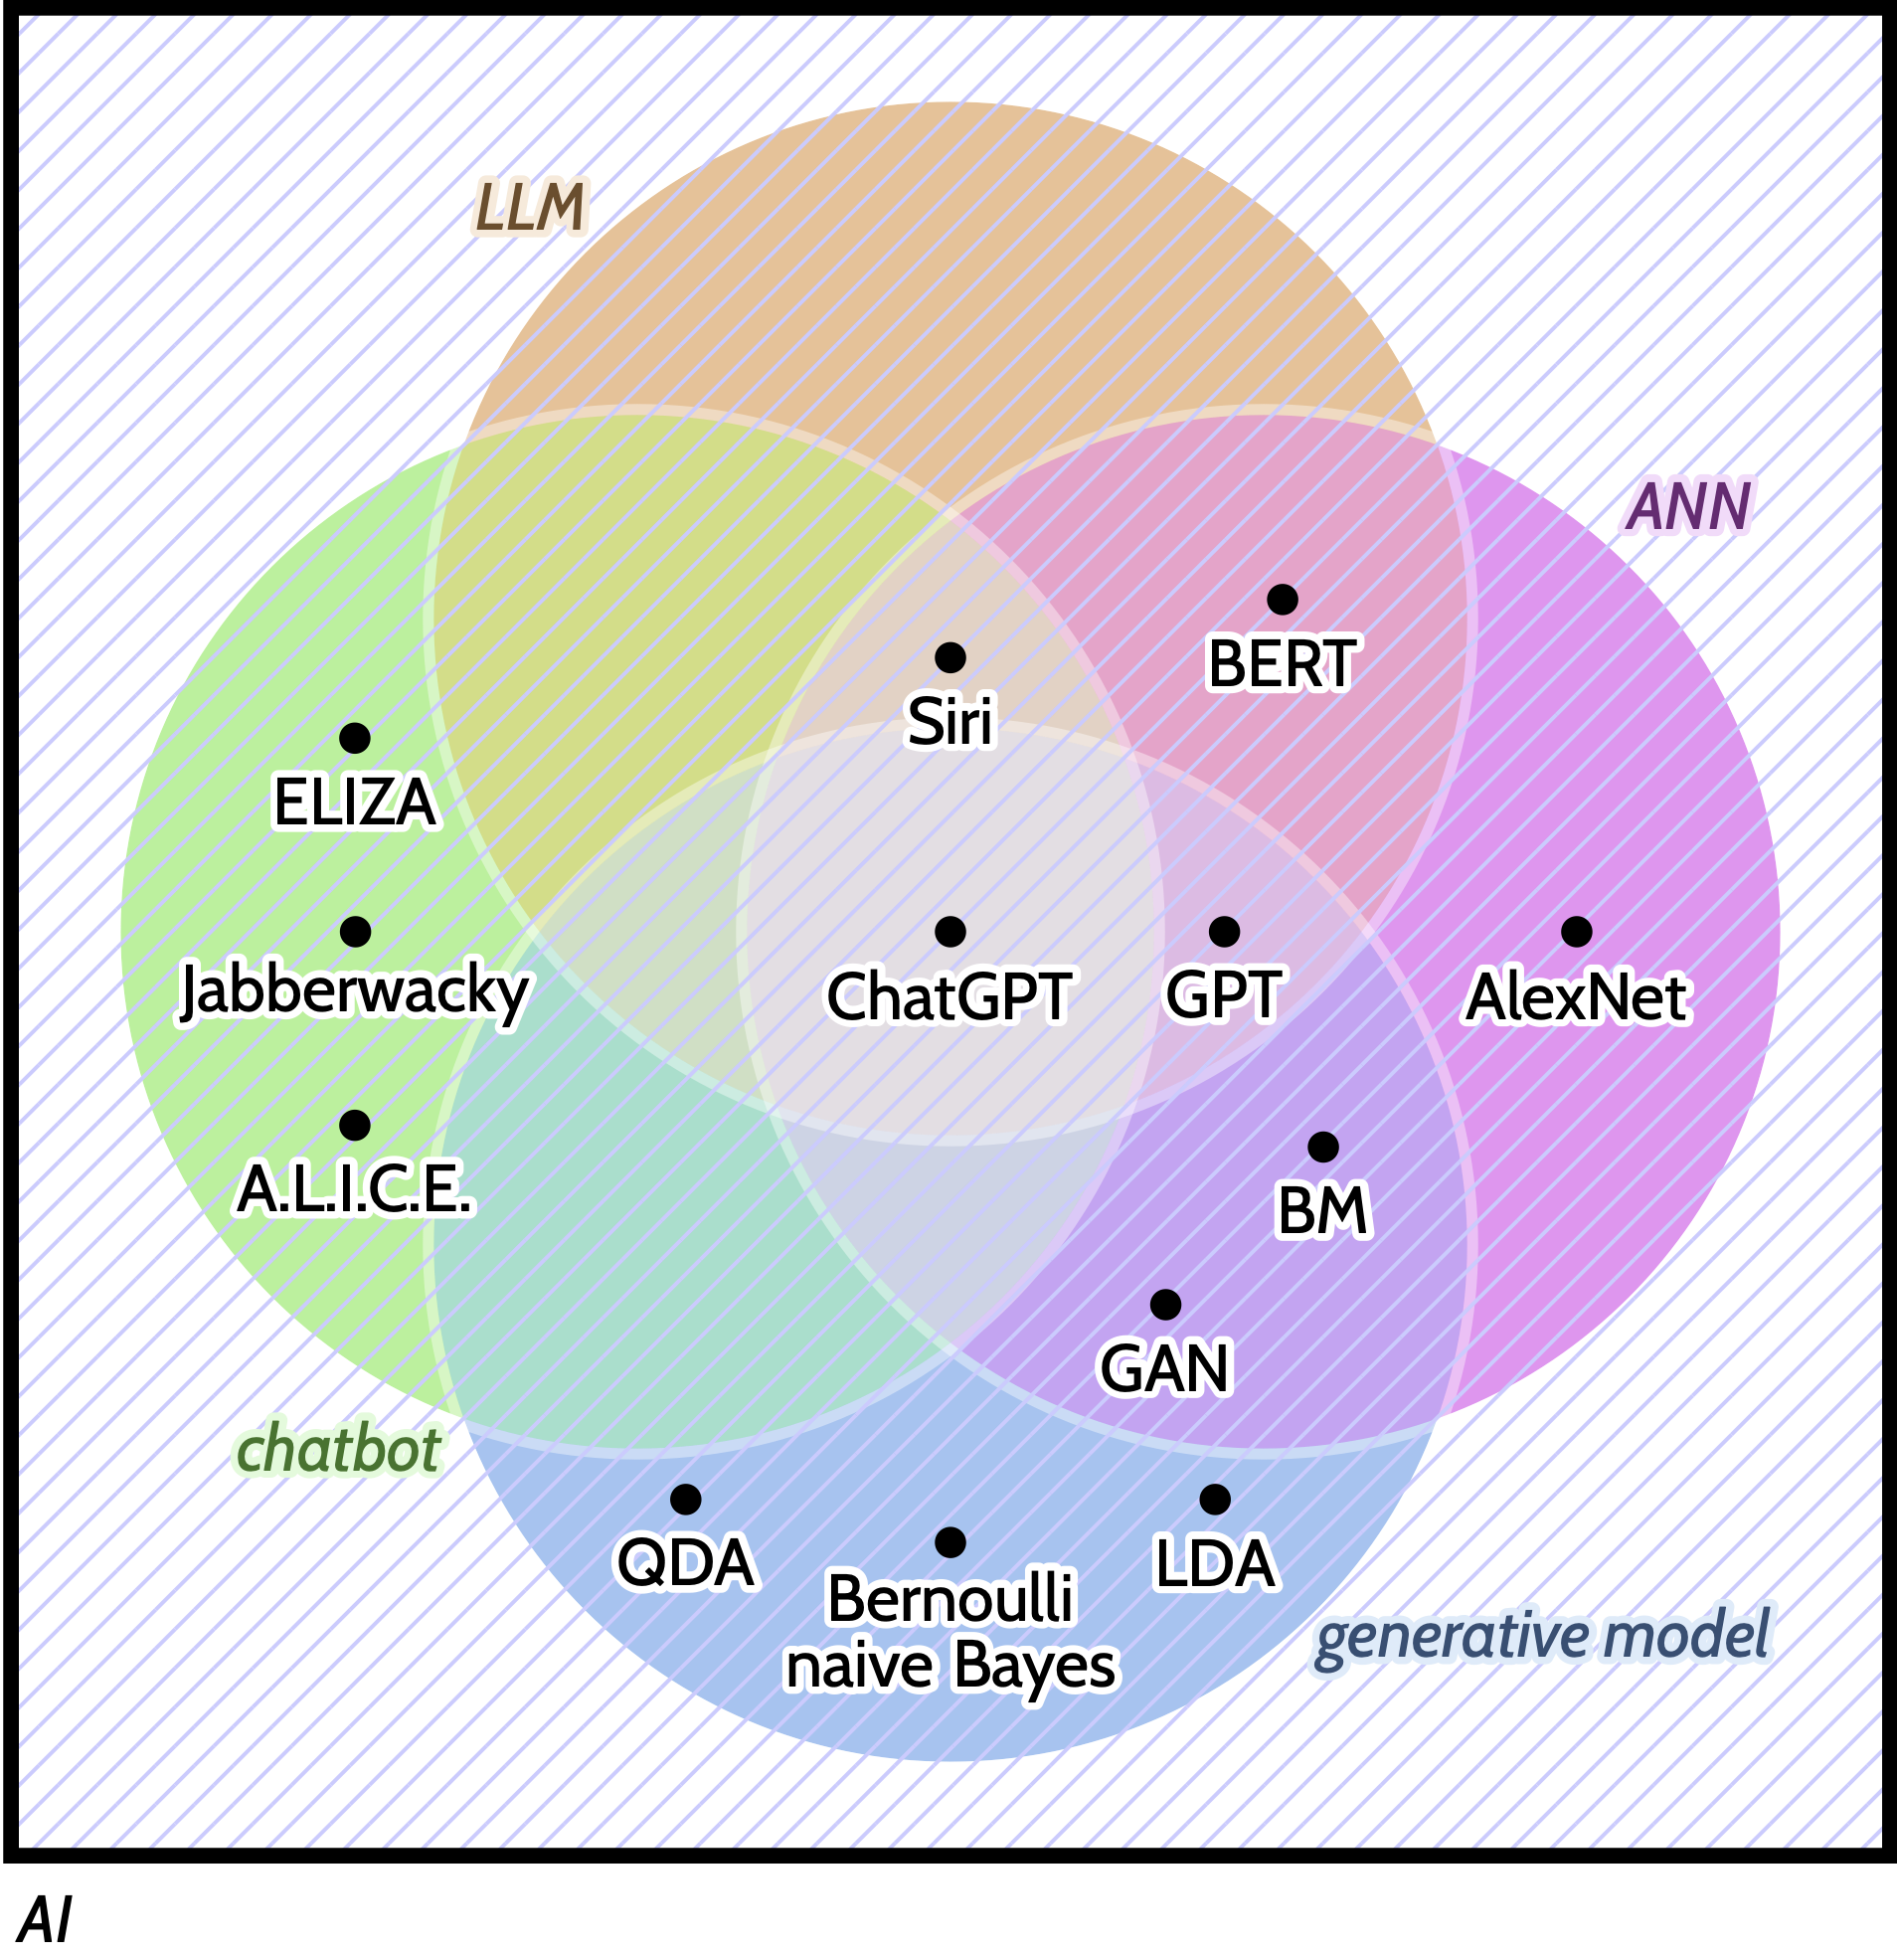 LLM
ANN
BERT
Siri
ELIZA
Jabberwacky
ChatGPT
GPT
AlexNet
A.L.I.C.E.
BM
GAN
chatbot
QDA
Bernoulli
naive Bayes
LDA
generative model
AI